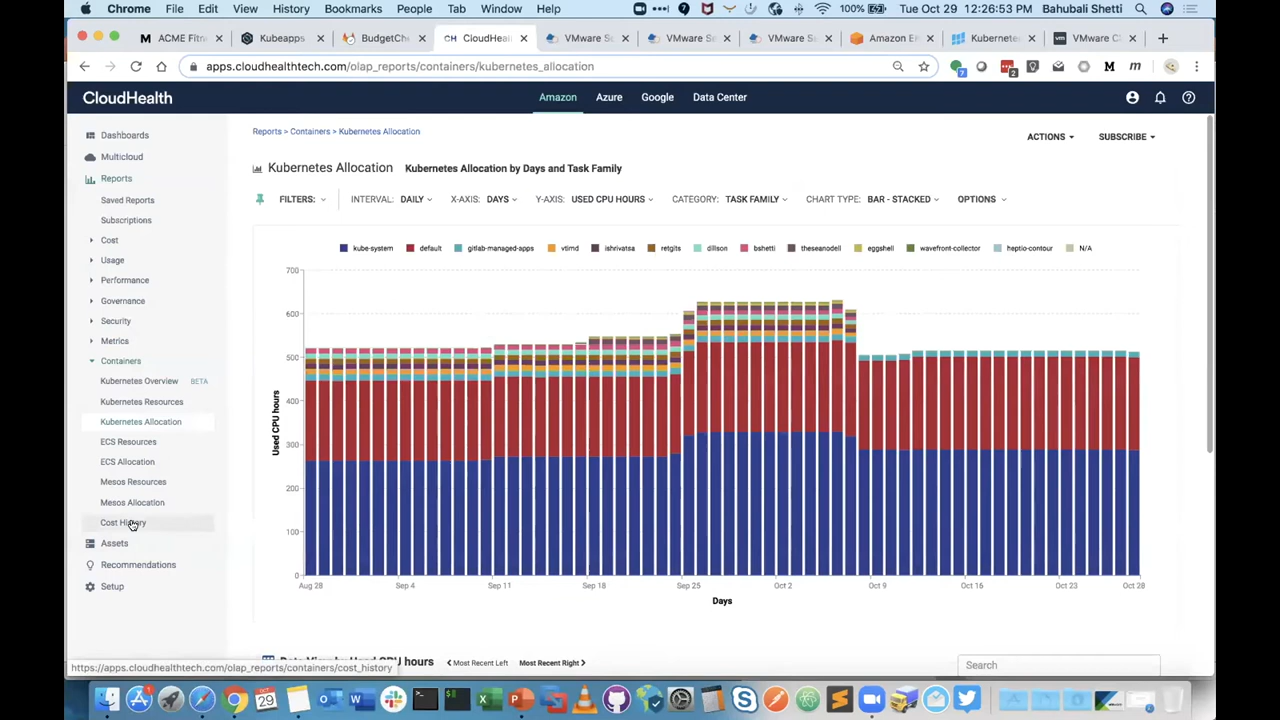 Chrome File Edit View History Bookmarks People Tab Window Help 100% Tue Oct 29 12:26:53 PM Bahubali Shetti
ACME Fitn Kubeapps BudgetChe CloudHeal VMware Se VMware Se VMware Se Amazon En Kubernete VMware C
apps.cloudhealthtech.com/olap_reports/containers/kubernetes_allocation
CloudHealth Amazon Azure Google Data Center
Dashboards
Multicloud
Reports
Saved Reports
Subscriptions
Cost
Usage
Performance
Governance
Security
Metrics
Containers
Kubernetes Overview BETA
Kubernetes Resources
Kubernetes Allocation
ECS Resources
ECS Allocation
Mesos Resources
Mesos Allocation
Cost History
Assets
Recommendations
Setup
Reports > Containers > Kubernetes Allocation
ACTIONS SUBSCRIBE
Kubernetes Allocation Kubernetes Allocation by Days and Task Family
FILTERS: INTERVAL: DAILY X-AXIS: DAYS Y-AXIS: USED CPU HOURS CATEGORY: TASK FAMILY CHART TYPE: BAR - STACKED OPTIONS
kube-system default gitlab-managed-apps vtimd ishrivatsa retgits dillson bshetti theseanodell eggshell wavefront-collector heptio-contour N/A
700
600
500
400
300
200
100
0
Used CPU hours
Aug 28 Sep 4 Sep 11 Sep 18 Sep 25 Oct 2 Oct 9 Oct 16 Oct 23 Oct 28
Days
hours Most Recent Left Most Recent Right Search
https://apps.cloudhealthtech.com/olap_reports/containers/cost_history